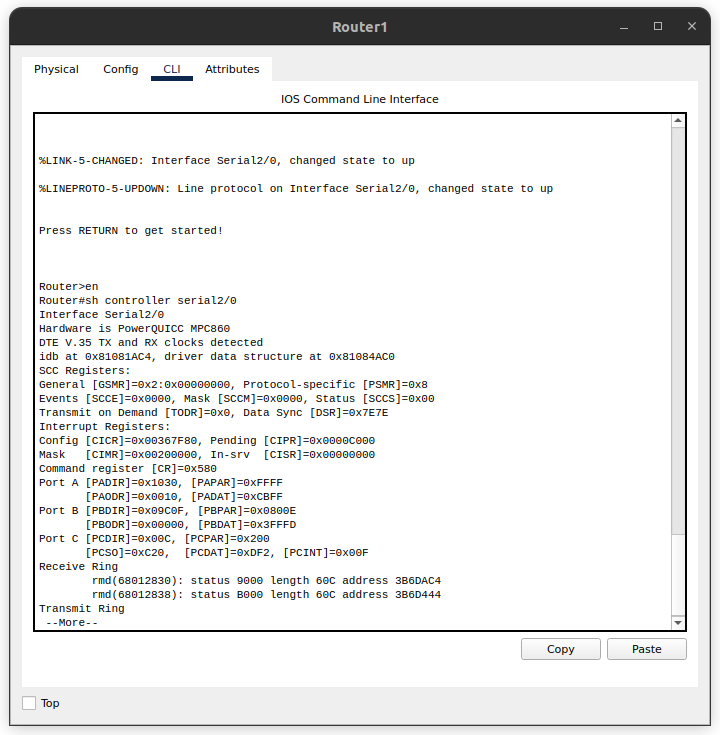 Router1
Physical Config CLI Attributes
IOS Command Line Interface
%LINK-5-CHANGED: Interface Serial2/0, changed state to up
%LINEPROTO-5-UPDOWN: Line protocol on Interface Serial2/0, changed state to up
Press RETURN to get started!
Router>en
Router#sh controller serial2/0
Interface Serial2/0
Hardware is PowerQUICC MPC860
DTE V.35 TX and RX clocks detected
idb at 0x81081AC4, driver data structure at 0x81084AC0
SCC Registers:
General [GSMR]=0x2:0x00000000, Protocol-specific [PSMR]=0x8
Events [SCCE]=0x0000, Mask [SCCM]=0x0000, Status [SCCS]=0x00
Transmit on Demand [TODR]=0x0, Data Sync [DSR]=0x7E7E
Interrupt Registers:
Config [CICR]=0x00367F80, Pending [CIPR]=0x0000C000
Mask   [CIMR]=0x00200000, In-srv  [CISR]=0x00000000
Command register [CR]=0x580
Port A [PADIR]=0x1030, [PAPAR]=0xFFFF
       [PAODR]=0x0010, [PADAT]=0xCBFF
Port B [PBDIR]=0x09C0F, [PBPAR]=0x0800E
       [PBODR]=0x00000, [PBDAT]=0x3FFFD
Port C [PCDIR]=0x00C, [PCPAR]=0x200
       [PCSO]=0xC20,  [PCDAT]=0xDF2, [PCINT]=0x00F
Receive Ring
        rmd(68012830): status 9000 length 60C address 3B6DAC4
        rmd(68012838): status B000 length 60C address 3B6D444
Transmit Ring
 --More--
Copy Paste
Top